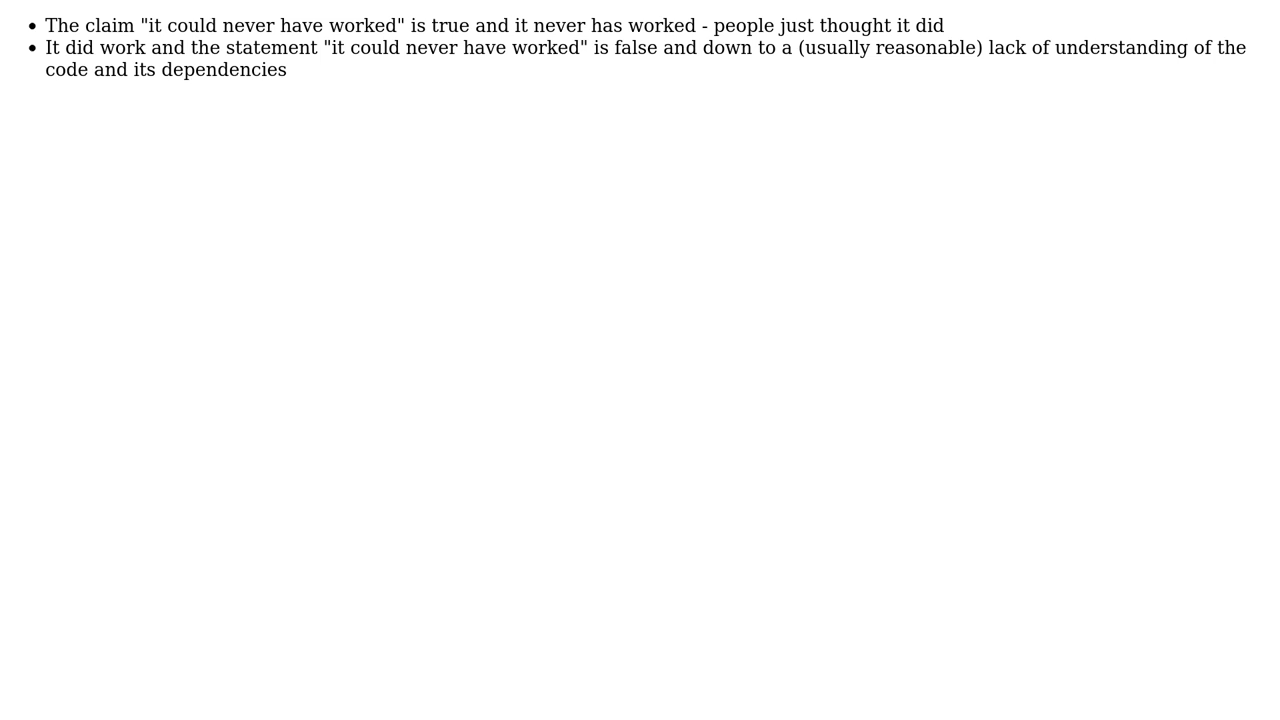 • The claim "it could never have worked" is true and it never has worked - people just thought it did
• It did work and the statement "it could never have worked" is false and down to a (usually reasonable) lack of understanding of the
code and its dependencies